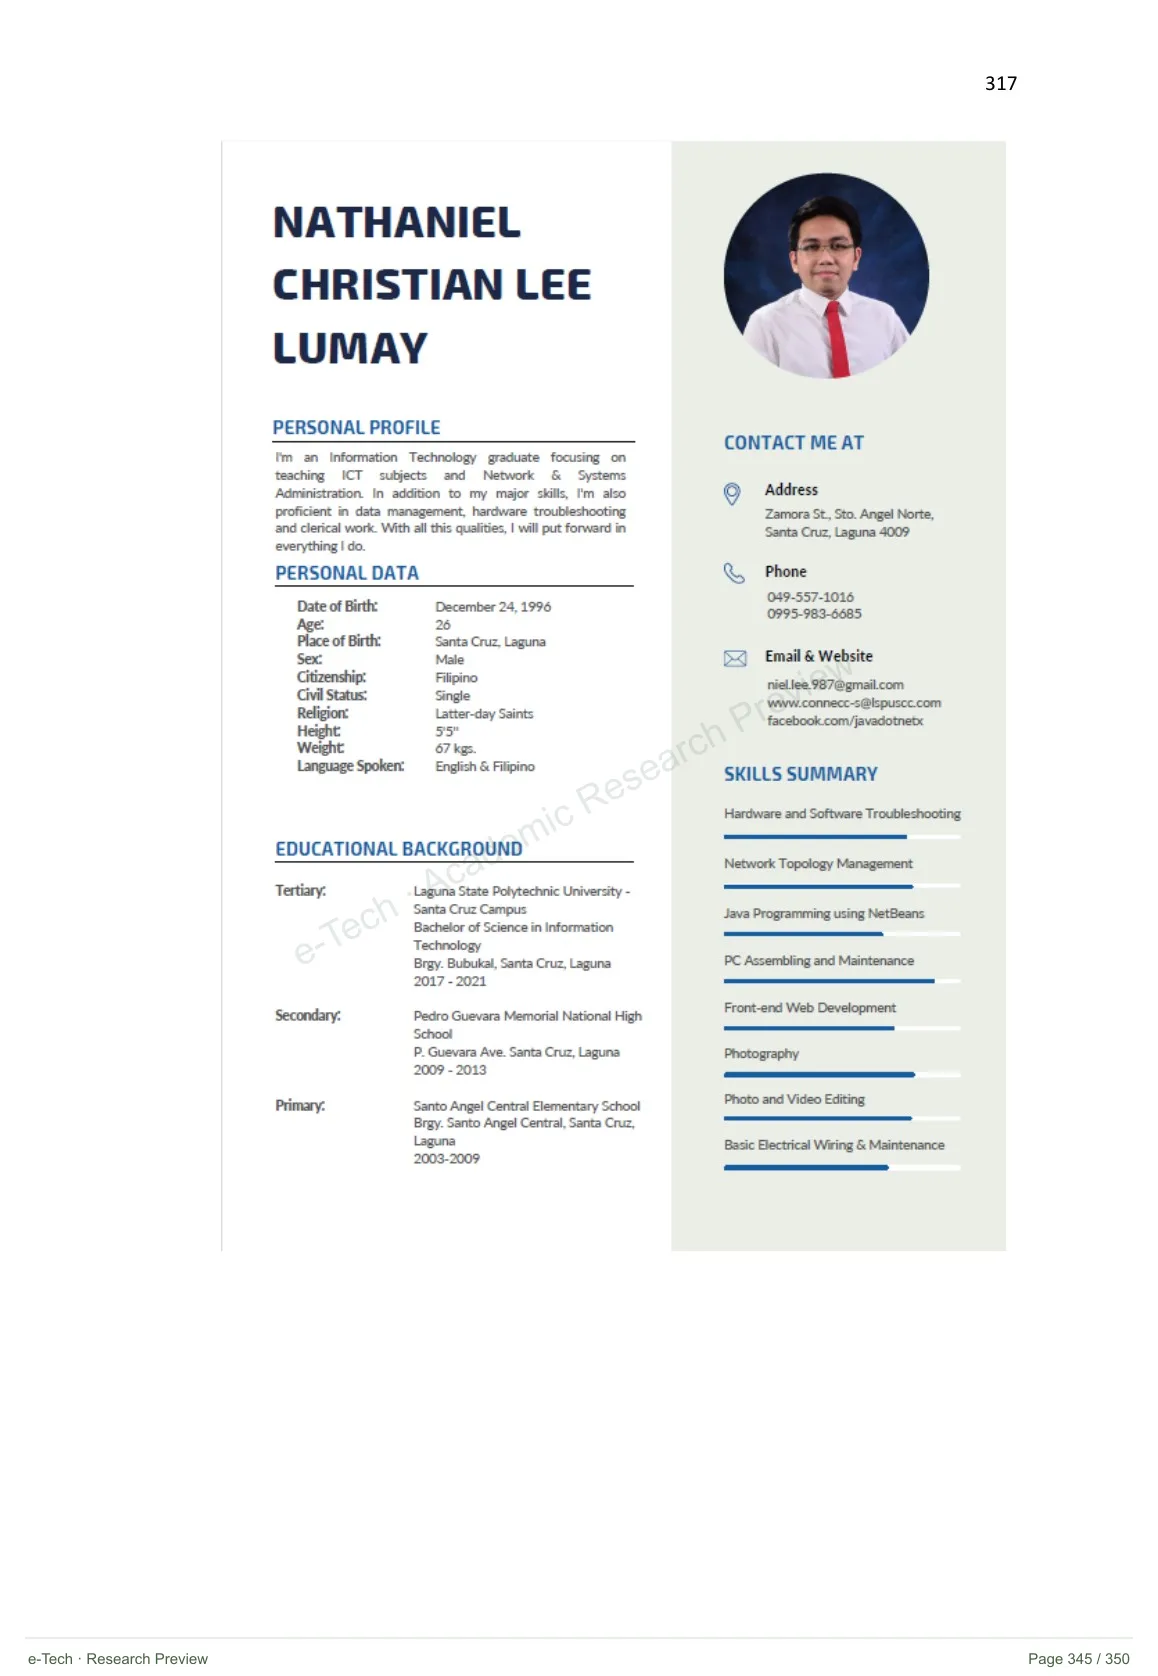 317
NATHANIEL
CHRISTIAN LEE
LUMAY
PERSONAL PROFILE
I'm an Information Technology graduate focusing on
teaching ICT subjects and Network & Systems
Administration. In addition to my major skills, I'm also
proficient in data management, hardware troubleshooting
and clerical work. With all this qualities, I will put forward in
everything I do.
PERSONAL DATA
Date of Birth: December 24, 1996
Age: 26
Place of Birth: Santa Cruz, Laguna
Sex: Male
Citizenship: Filipino
Civil Status: Single
Religion: Latter-day Saints
Height: 5'5"
Weight: 67 kgs.
Language Spoken: English & Filipino
EDUCATIONAL BACKGROUND
Tertiary: Laguna State Polytechnic University -
Santa Cruz Campus
Bachelor of Science in Information
Technology
Brgy. Bubukal, Santa Cruz, Laguna
2017 - 2021
Secondary: Pedro Guevara Memorial National High
School
P. Guevara Ave. Santa Cruz, Laguna
2009 - 2013
Primary: Santo Angel Central Elementary School
Brgy. Santo Angel Central, Santa Cruz,
Laguna
2003-2009
CONTACT ME AT
Address
Zamora St., Sto. Angel Norte,
Santa Cruz, Laguna 4009
Phone
049-557-1016
0995-983-6685
Email & Website
niel.lee.987@gmail.com
www.connecc-s@lspuscc.com
facebook.com/javadotnetx
SKILLS SUMMARY
Hardware and Software Troubleshooting
Network Topology Management
Java Programming using NetBeans
PC Assembling and Maintenance
Front-end Web Development
Photography
Photo and Video Editing
Basic Electrical Wiring & Maintenance
e-Tech · Academic Research Preview
e-Tech · Research Preview
Page 345 / 350